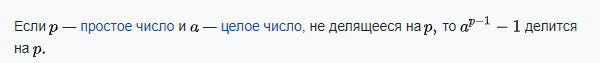 Если p — простое число и a — целое число, не делящееся на p, то a^{p-1} − 1 делится
на p.